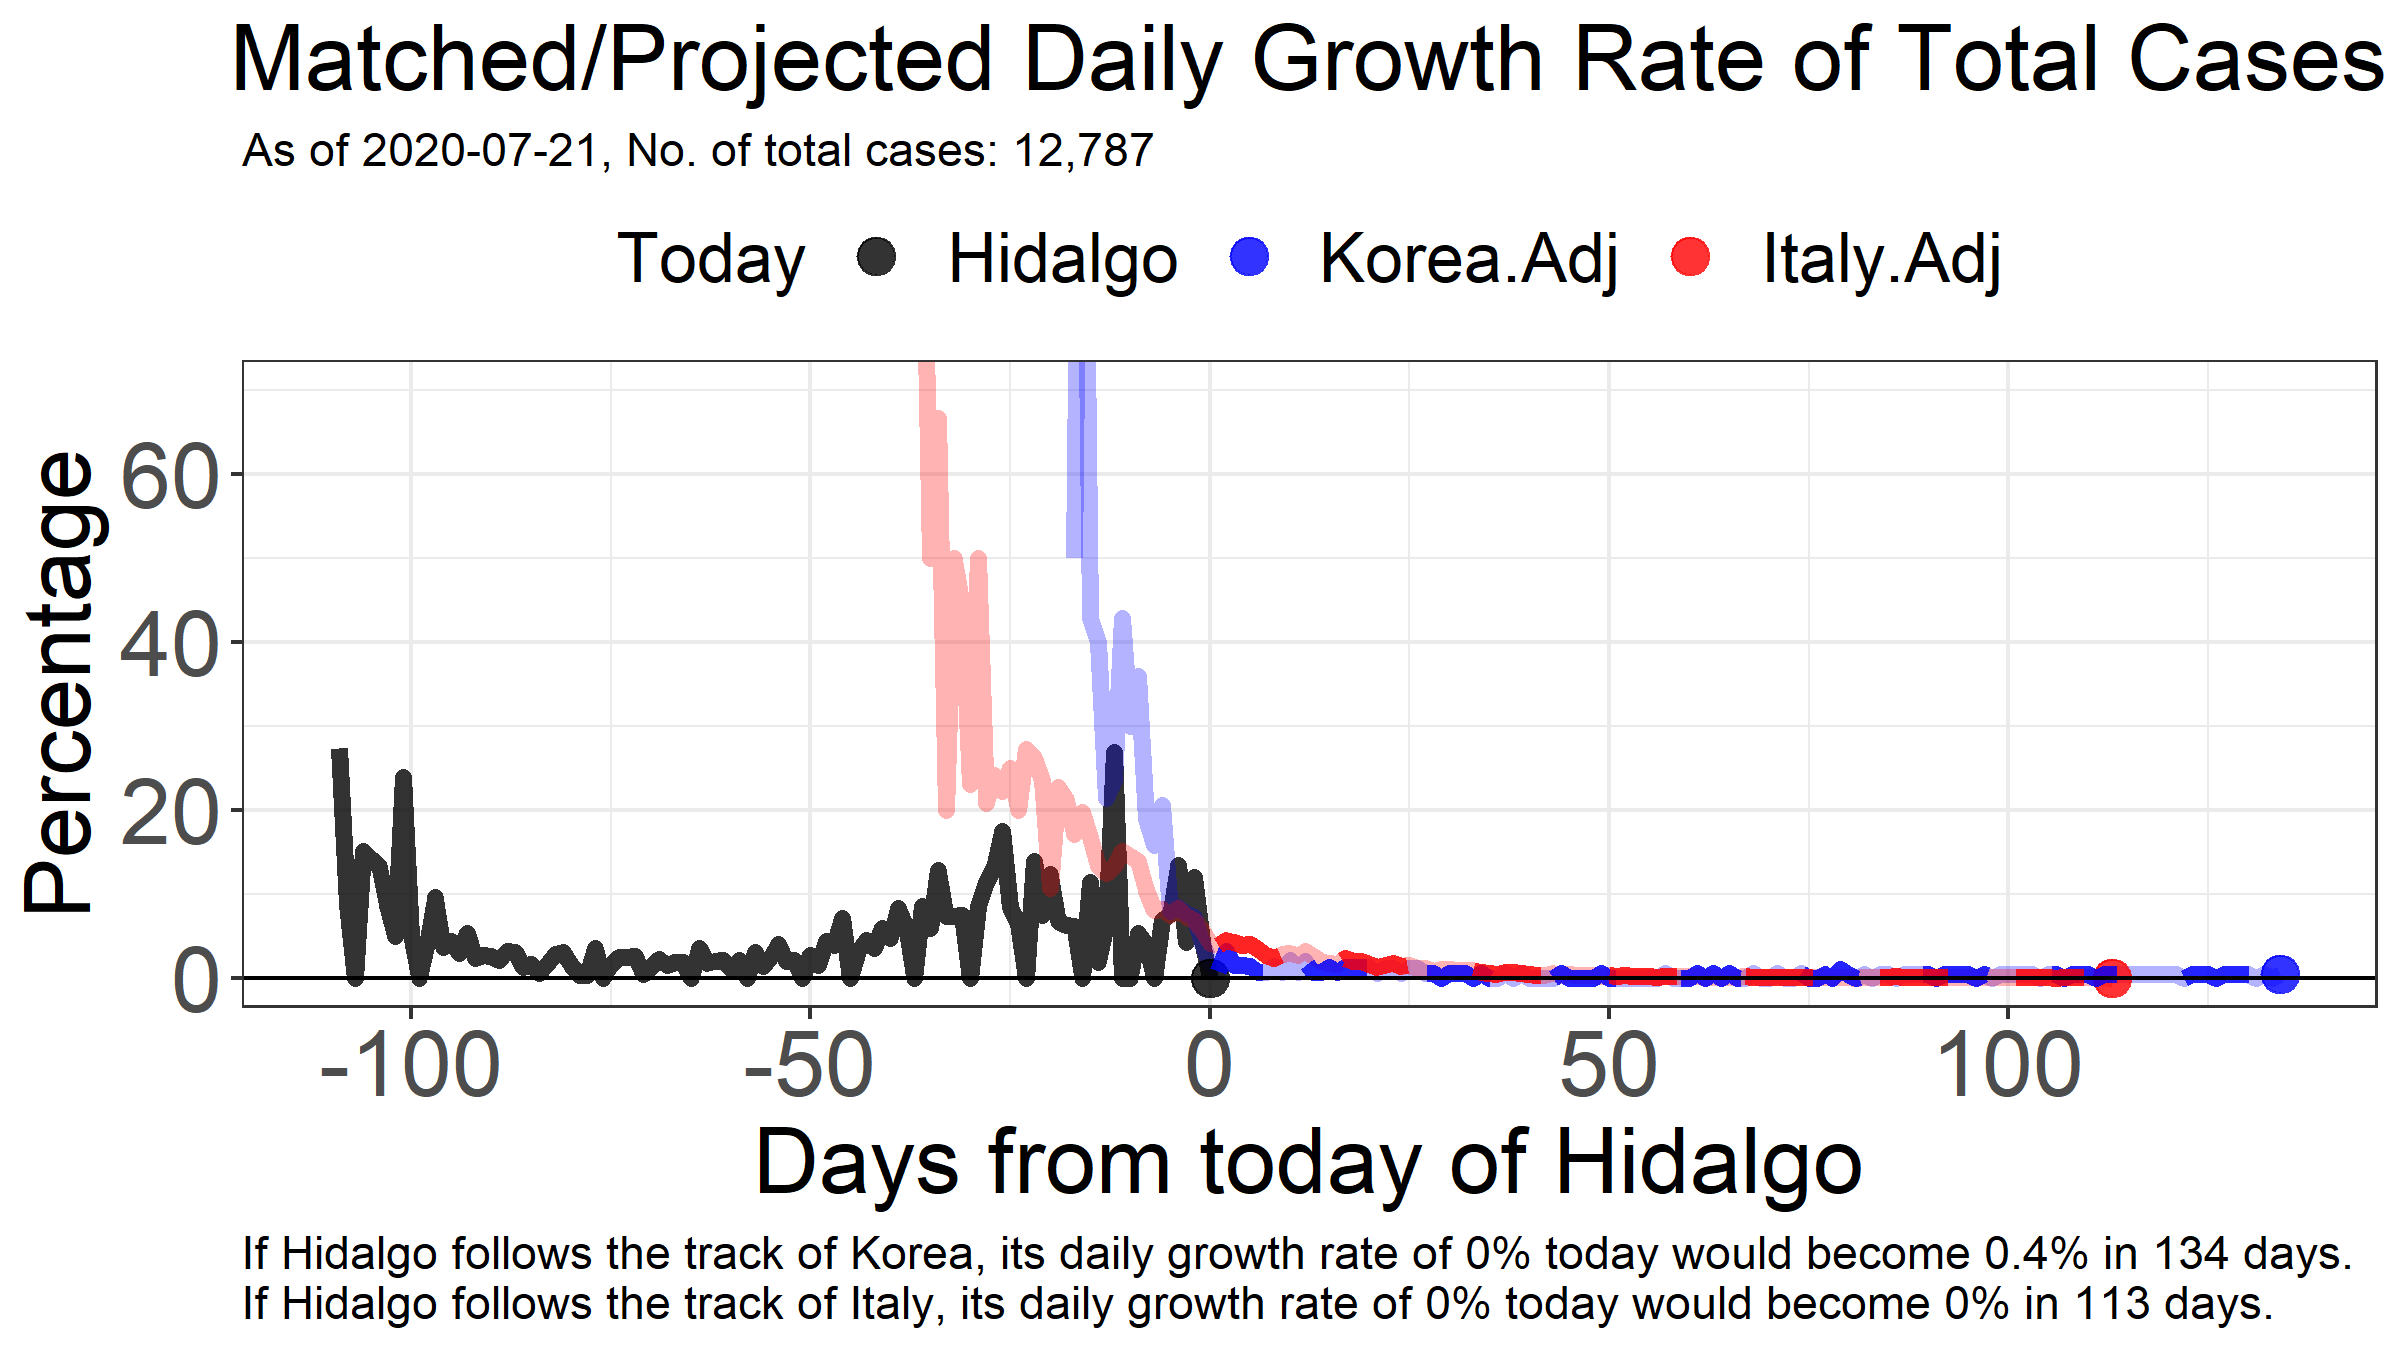 Matched/Projected Daily Growth Rate of Total Cases
As of 2020-07-21, No. of total cases: 12,787
Today Hidalgo Korea.Adj Italy.Adj
Percentage
60
40
20
0
-100 -50 0 50 100
Days from today of Hidalgo
If Hidalgo follows the track of Korea, its daily growth rate of 0% today would become 0.4% in 134 days.
If Hidalgo follows the track of Italy, its daily growth rate of 0% today would become 0% in 113 days.